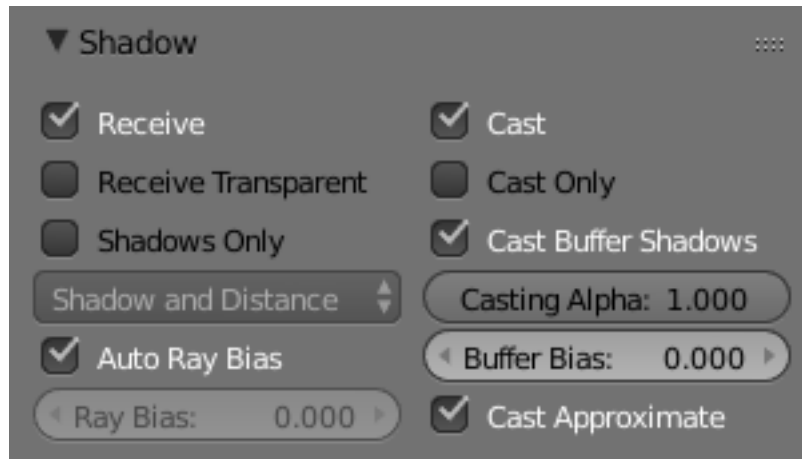 Shadow
Receive
Cast
Receive Transparent
Cast Only
Shadows Only
Cast Buffer Shadows
Shadow and Distance
Casting Alpha: 1.000
Auto Ray Bias
Buffer Bias: 0.000
Ray Bias: 0.000
Cast Approximate